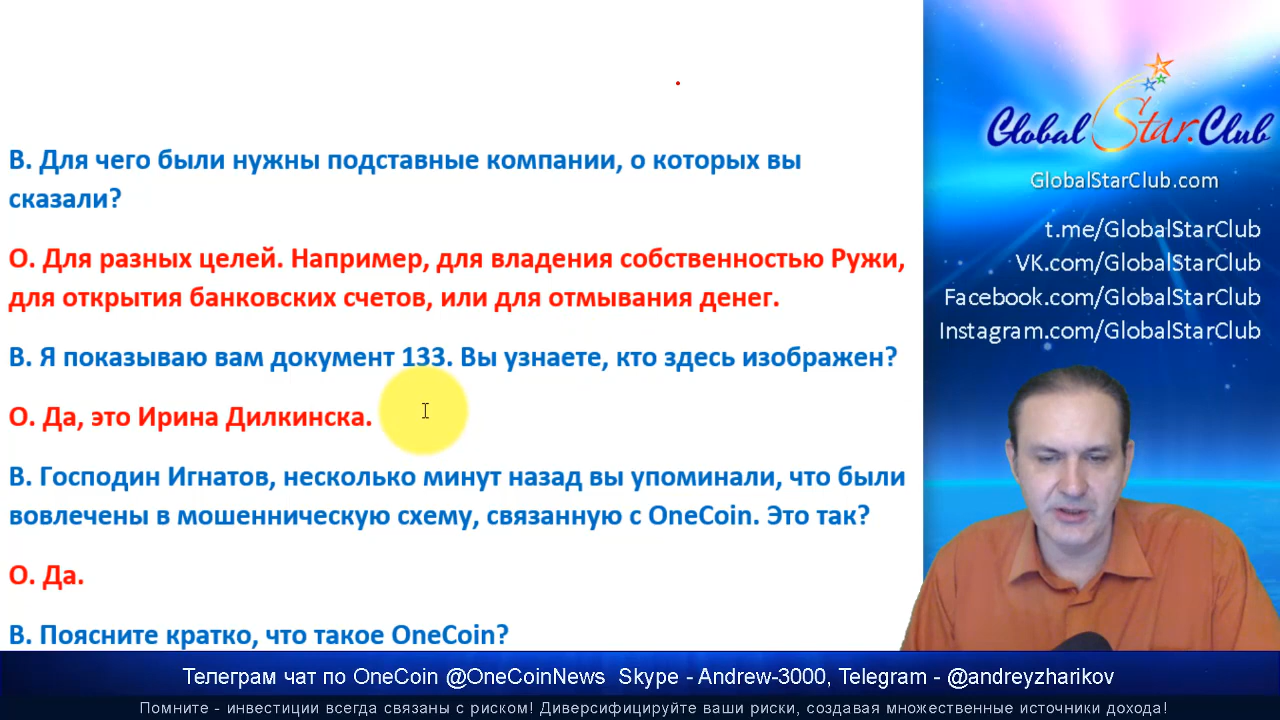 В. Для чего были нужны подставные компании, о которых вы
сказали?
О. Для разных целей. Например, для владения собственностью Ружи,
для открытия банковских счетов, или для отмывания денег.
В. Я показываю вам документ 133. Вы узнаете, кто здесь изображен?
О. Да, это Ирина Дилкинска.
В. Господин Игнатов, несколько минут назад вы упоминали, что были
вовлечены в мошенническую схему, связанную с OneCoin. Это так?
О. Да.
В. Поясните кратко, что такое OneCoin?
Global Star.Club
GlobalStarClub.com
t.me/GlobalStarClub
VK.com/GlobalStarClub
Facebook.com/GlobalStarClub
Instagram.com/GlobalStarClub
Телеграм чат по OneCoin @OneCoinNews Skype - Andrew-3000, Telegram - @andreyzharikov
Помните - инвестиции всегда связаны с риском! Диверсифицируйте ваши риски, создавая множественные источники дохода!